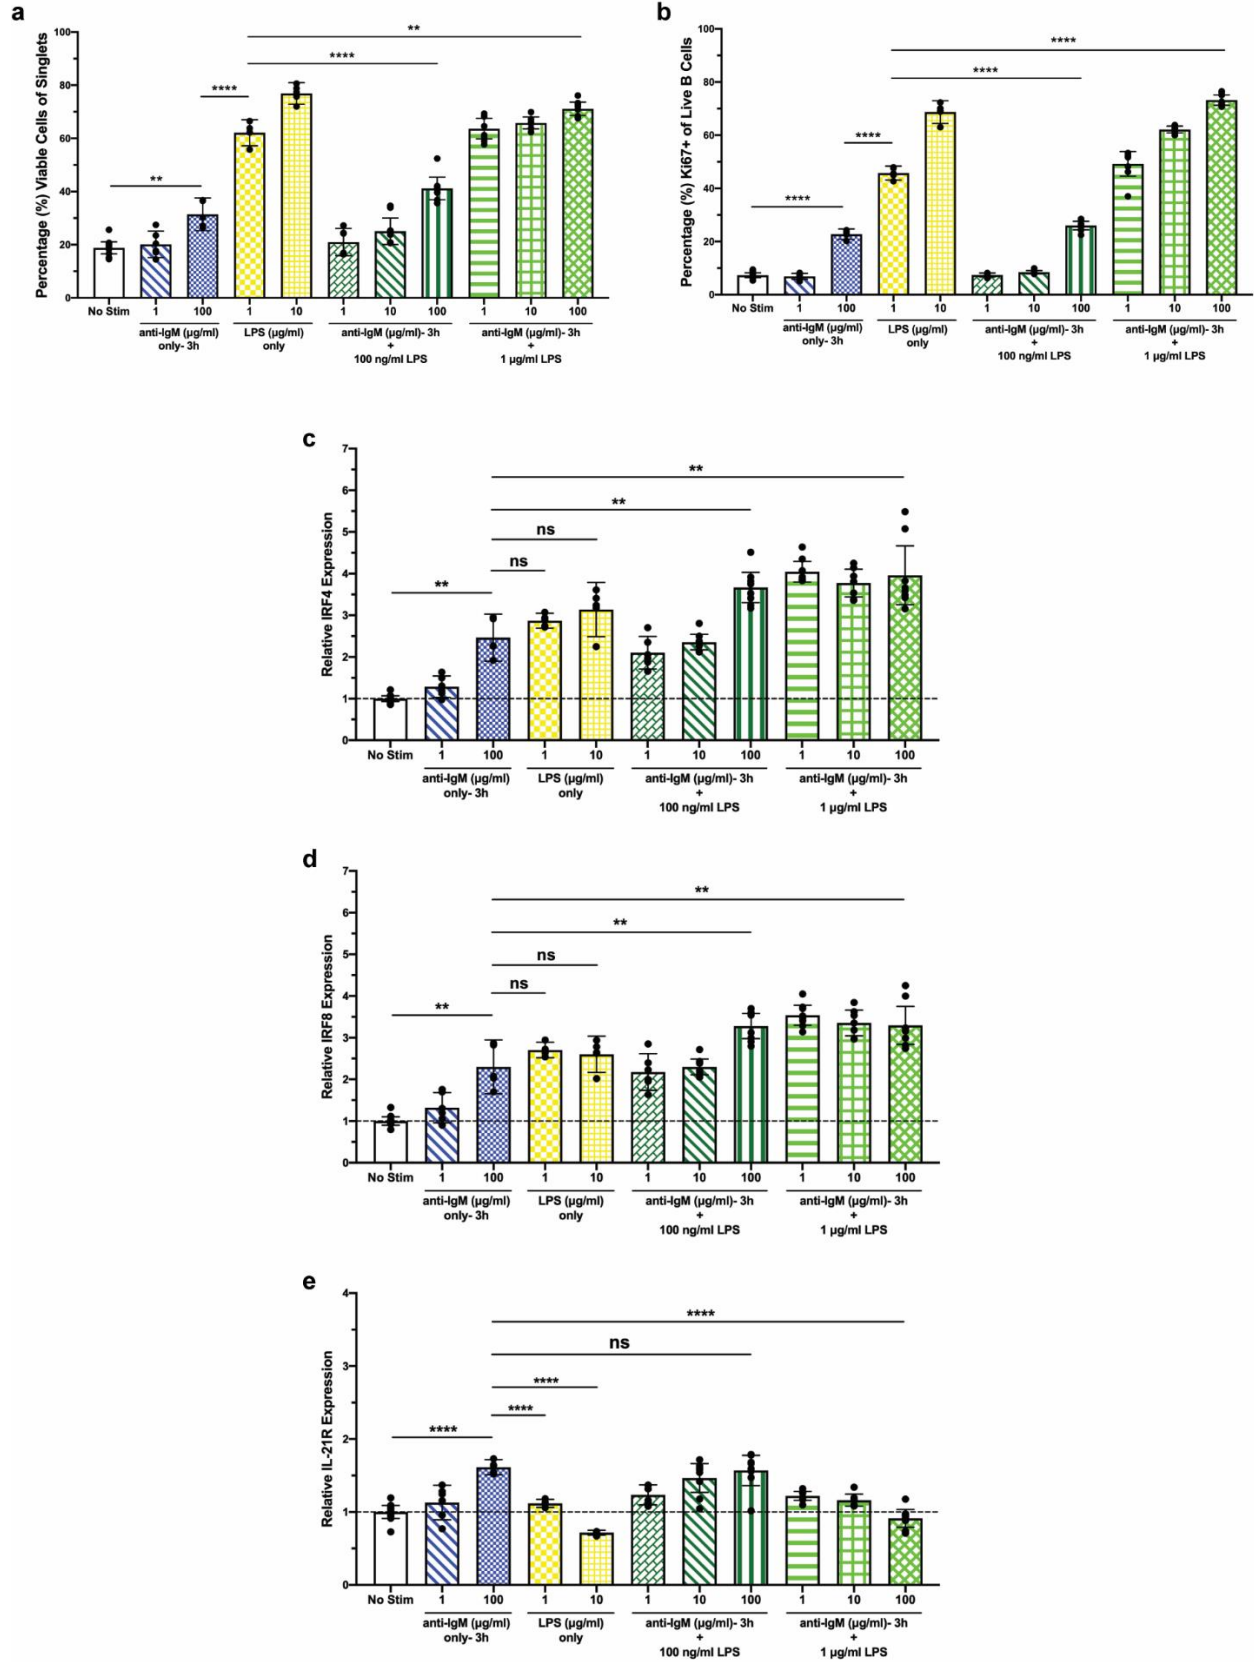 a
Percentage (%) Viable Cells of Singlets
100
80
60
40
20
0
**
****
****
**
No Stim 1 100 1 10 1 10 100 1 10 100
anti-IgM (µg/ml) LPS (µg/ml) anti-IgM (µg/ml)- 3h anti-IgM (µg/ml)- 3h
only- 3h only + +
100 ng/ml LPS 1 µg/ml LPS
b
Percentage (%) Ki67+ of Live B Cells
100
80
60
40
20
0
****
****
****
****
No Stim 1 100 1 10 1 10 100 1 10 100
anti-IgM (µg/ml) LPS (µg/ml) anti-IgM (µg/ml)- 3h anti-IgM (µg/ml)- 3h
only- 3h only + +
100 ng/ml LPS 1 µg/ml LPS
c
Relative IRF4 Expression
7
6
5
4
3
2
1
0
**
**
ns
ns
**
No Stim 1 100 1 10 1 10 100 1 10 100
anti-IgM (µg/ml) LPS (µg/ml) anti-IgM (µg/ml)- 3h anti-IgM (µg/ml)- 3h
only- 3h only + +
100 ng/ml LPS 1 µg/ml LPS
d
Relative IRF8 Expression
7
6
5
4
3
2
1
0
**
**
ns
ns
**
No Stim 1 100 1 10 1 10 100 1 10 100
anti-IgM (µg/ml) LPS (µg/ml) anti-IgM (µg/ml)- 3h anti-IgM (µg/ml)- 3h
only- 3h only + +
100 ng/ml LPS 1 µg/ml LPS
e
Relative IL-21R Expression
4
3
2
1
0
****
ns
****
****
****
No Stim 1 100 1 10 1 10 100 1 10 100
anti-IgM (µg/ml) LPS (µg/ml) anti-IgM (µg/ml)- 3h anti-IgM (µg/ml)- 3h
only- 3h only + +
100 ng/ml LPS 1 µg/ml LPS